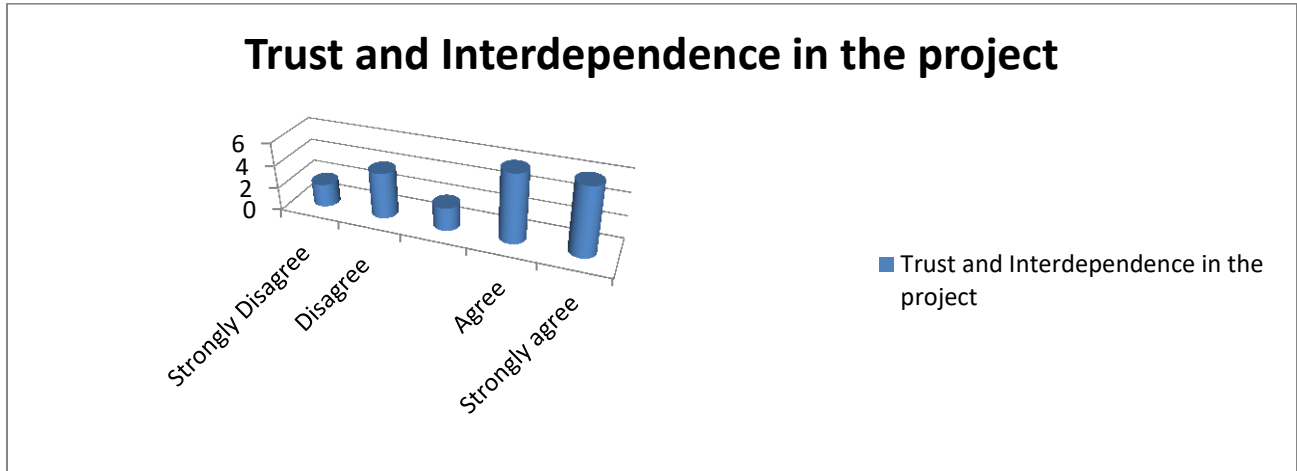 Trust and Interdependence in the project
6
4
2
0
Strongly Disagree
Disagree
Agree
Strongly agree
Trust and Interdependence in the
project